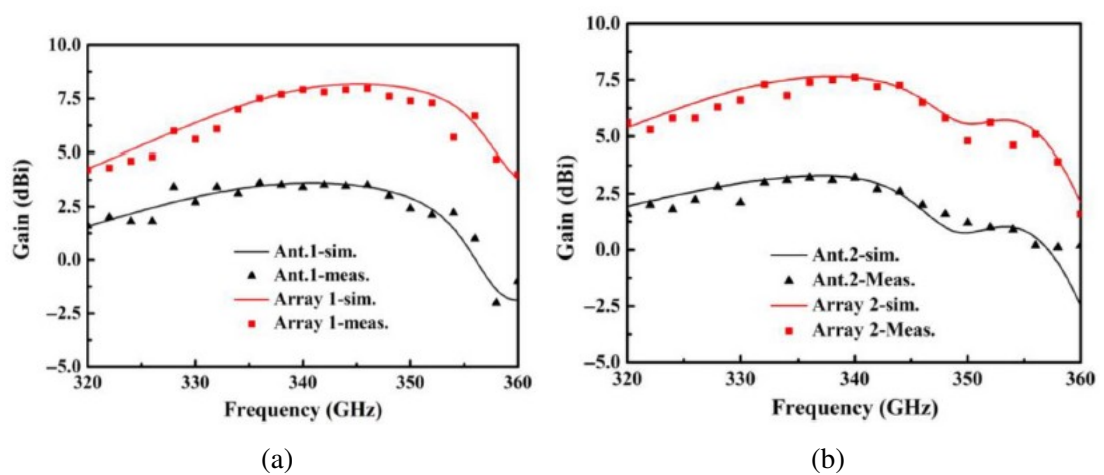 10.0
7.5
5.0
2.5
0.0
−2.5
−5.0
Gain (dBi)
Ant.1-sim.
Ant.1-meas.
Array 1-sim.
Array 1-meas.
320 330 340 350 360
Frequency (GHz)
(a)
10.0
7.5
5.0
2.5
0.0
−2.5
−5.0
Gain (dBi)
Ant.2-sim.
Ant.2-Meas.
Array 2-sim.
Array 2-Meas.
320 330 340 350 360
Frequency (GHz)
(b)